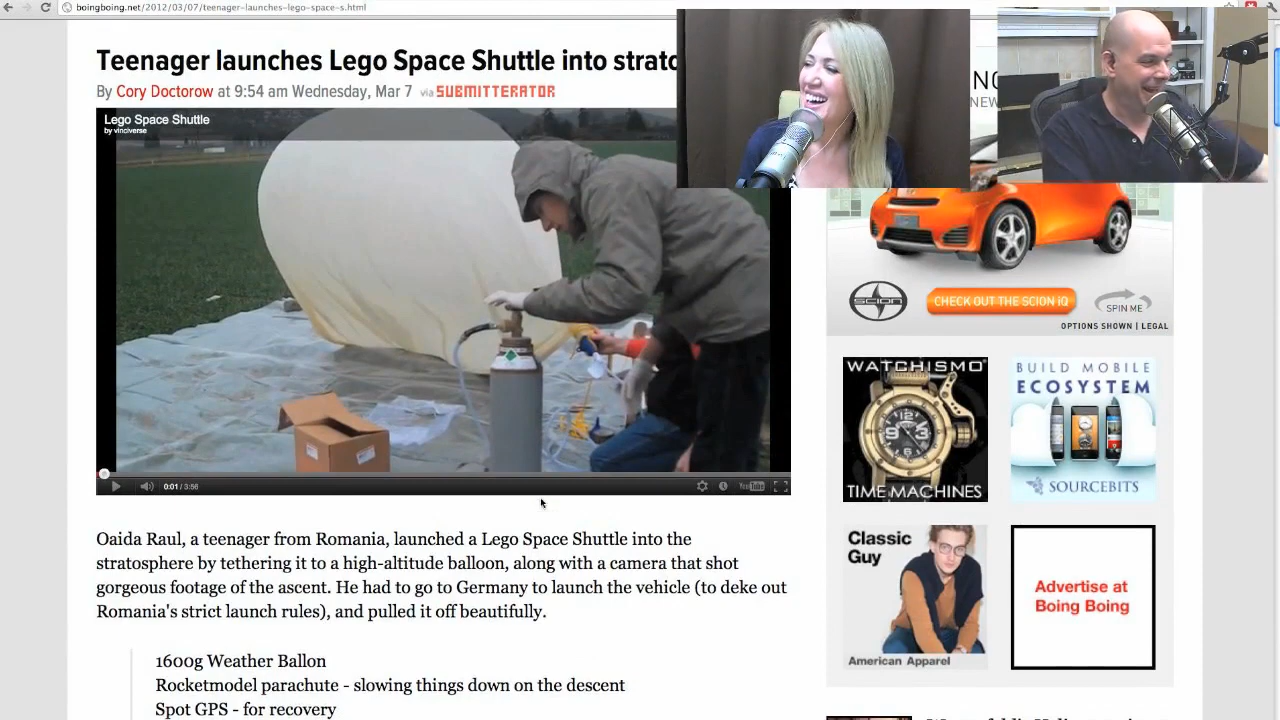 boingboing.net/2012/03/07/teenager-launches-lego-space-s.html
Teenager launches Lego Space Shuttle into strato
By Cory Doctorow at 9:54 am Wednesday, Mar 7 via SUBMITTERATOR
Lego Space Shuttle
by vinciverse
0:01 / 3:56
YouTube
Oaida Raul, a teenager from Romania, launched a Lego Space Shuttle into the
stratosphere by tethering it to a high-altitude balloon, along with a camera that shot
gorgeous footage of the ascent. He had to go to Germany to launch the vehicle (to deke out
Romania's strict launch rules), and pulled it off beautifully.
1600g Weather Ballon
Rocketmodel parachute - slowing things down on the descent
Spot GPS - for recovery
SCION
CHECK OUT THE SCION iQ
SPIN ME
OPTIONS SHOWN | LEGAL
WATCHISMO
TIME MACHINES
BUILD MOBILE
ECOSYSTEM
SOURCEBITS
Classic
Guy
American Apparel
Advertise at
Boing Boing